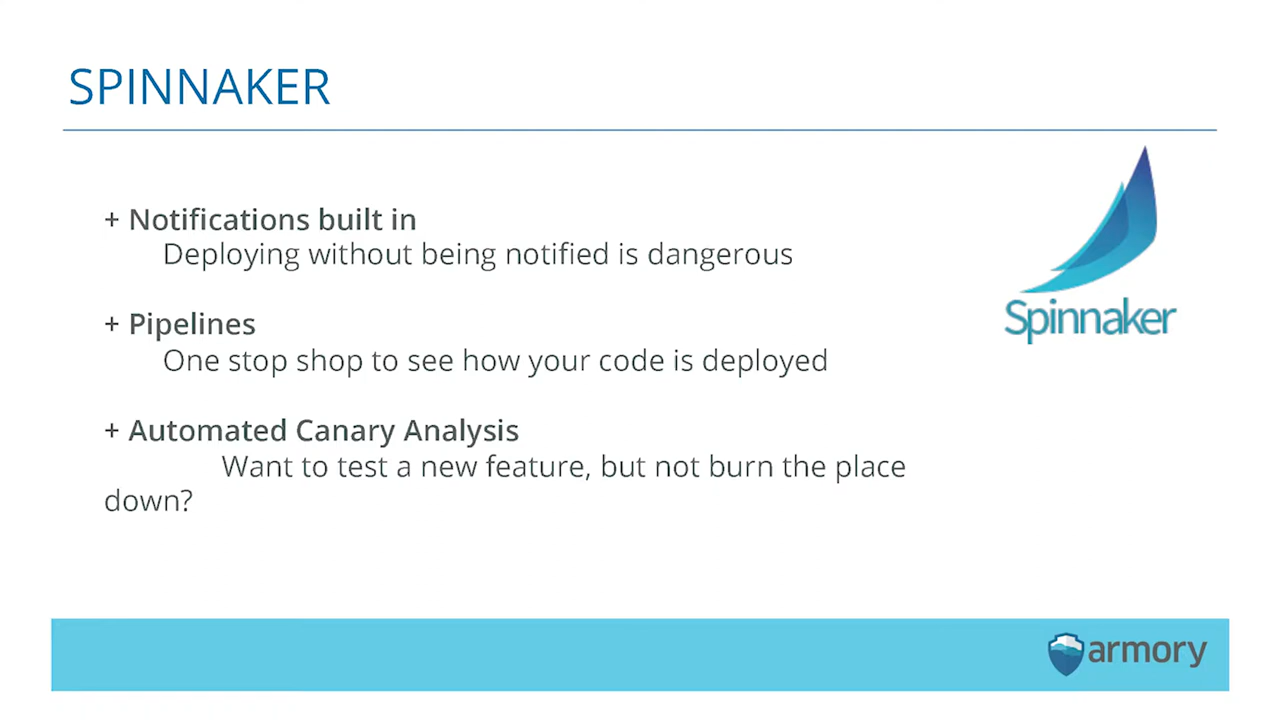 SPINNAKER
+ Notifications built in
Deploying without being notified is dangerous
+ Pipelines
One stop shop to see how your code is deployed
+ Automated Canary Analysis
Want to test a new feature, but not burn the place
down?
Spinnaker
armory